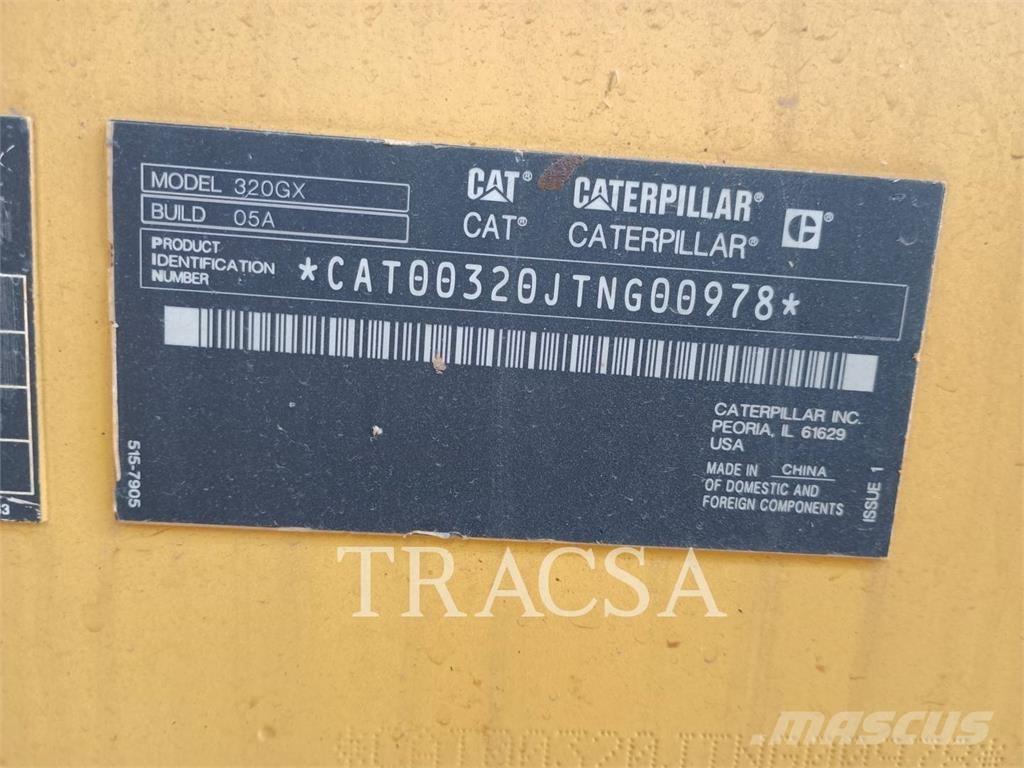 MODEL 320GX
BUILD 05A
CAT® CATERPILLAR®
CAT® CATERPILLAR®
PRODUCT
IDENTIFICATION
NUMBER
*CAT00320JTNG00978*
CATERPILLAR INC.
PEORIA, IL 61629
USA
MADE IN CHINA
OF DOMESTIC AND
FOREIGN COMPONENTS
515-7905
ISSUE 1
TRACSA
MASCUS